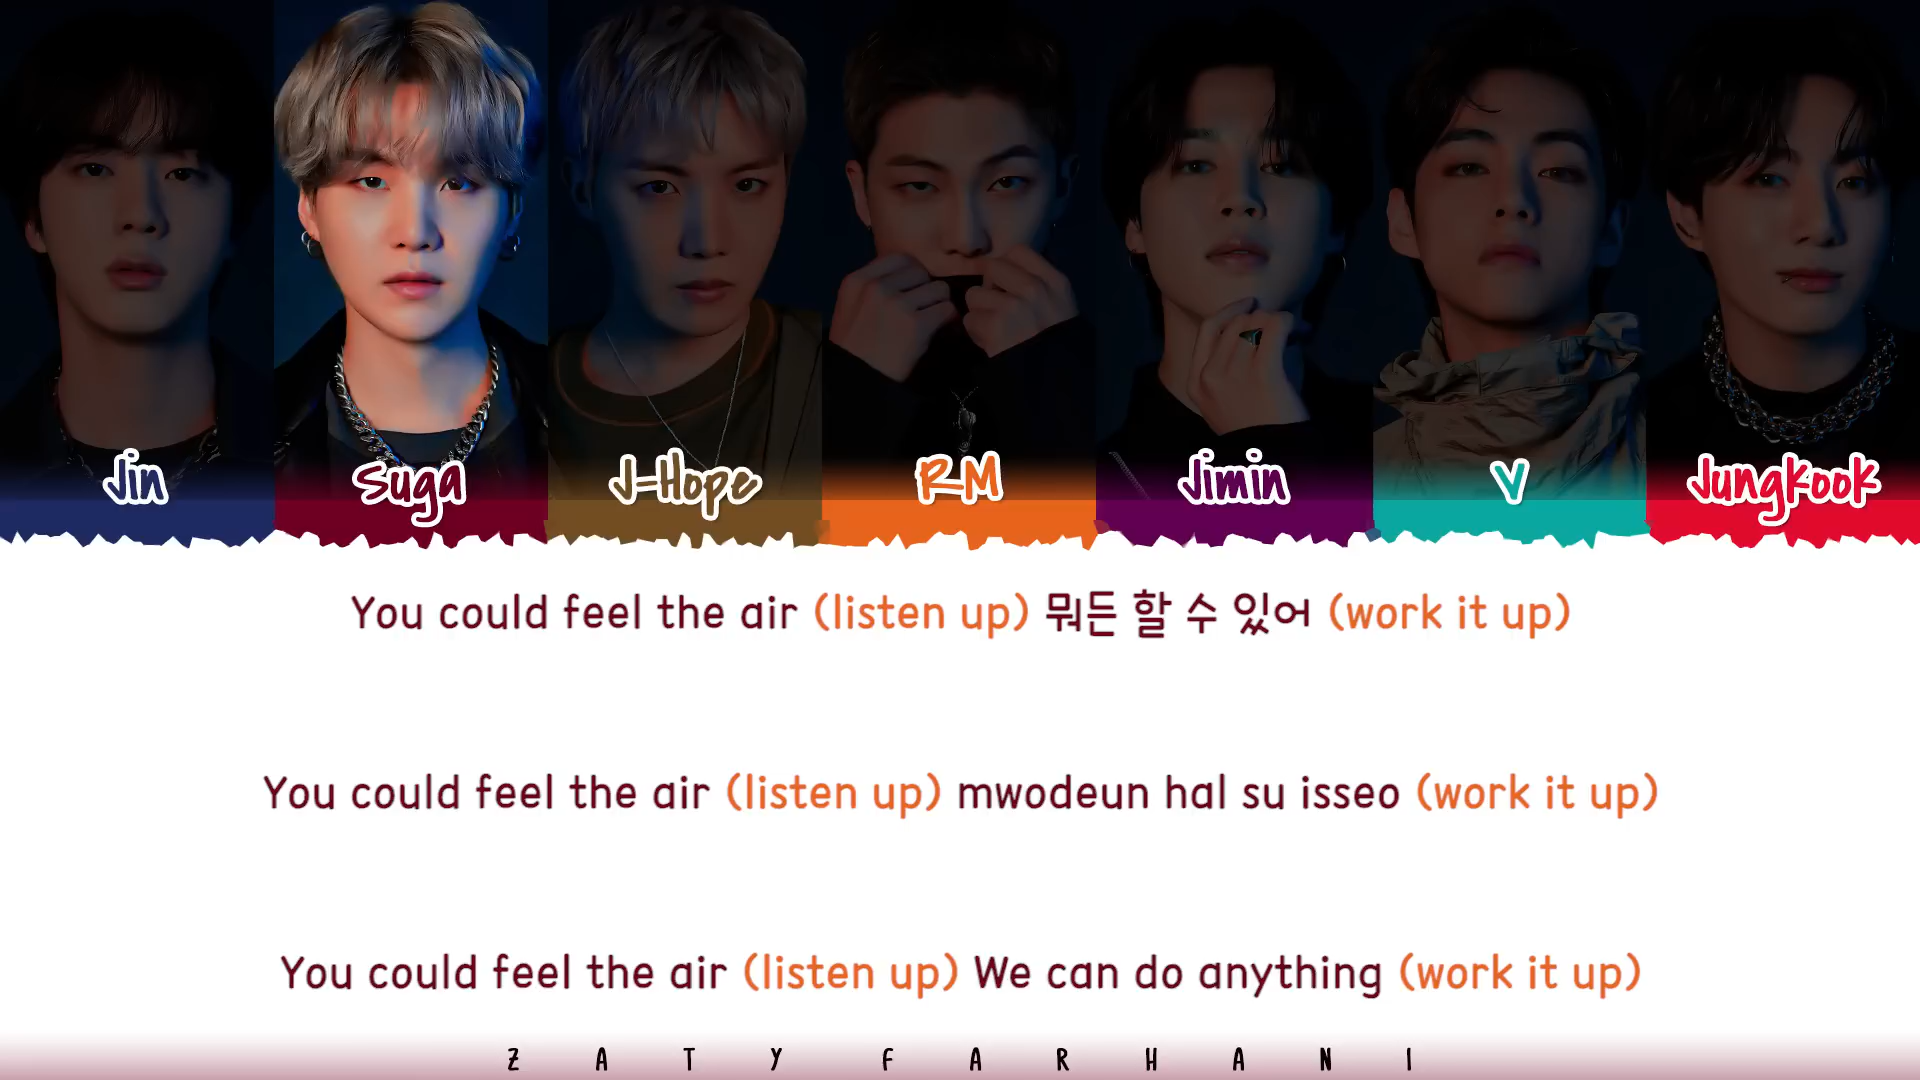 Jin Suga J-Hope RM Jimin V Jungkook
You could feel the air (listen up) 뭐든 할 수 있어 (work it up)
You could feel the air (listen up) mwodeun hal su isseo (work it up)
You could feel the air (listen up) We can do anything (work it up)
ZATY FARHANI